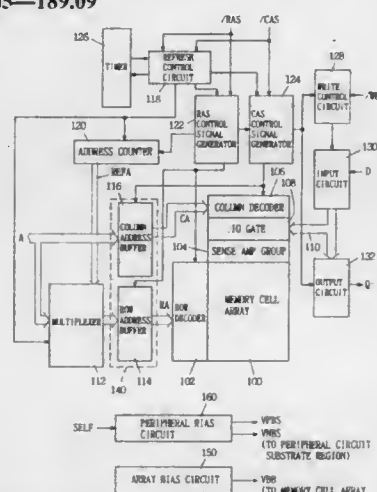 05—189.09
/RAS
/CAS
126
TIMER
REFRESH
CONTROL
CIRCUIT
118
124
128
WRITE
CONTROL
CIRCUIT
120
122
RAS
CONTROL
SIGNAL
GENERATOR
CAS
CONTROL
SIGNAL
GENERATOR
ADDRESS COUNTER
130
106
108
INPUT
CIRCUIT
D
REFA
116
COLUMN
ADDRESS
BUFFER
CA
COLUMN DECODER
IO GATE
110
104
SENSE AMP GROUP
A
132
OUTPUT
CIRCUIT
Q
MULTIPLEXER
ROW
ADDRESS
BUFFER
RA
ROW DECODER
MEMORY CELL
ARRAY
112
114
102
100
140
160
SELF
PERIPHERAL BIAS
CIRCUIT
VPBS
VNBS
(TO PERIPHERAL CIRCUIT
SUBSTRATE REGION)
150
ARRAY BIAS CIRCUIT
VBB
(TO MEMORY CELL ARRAY